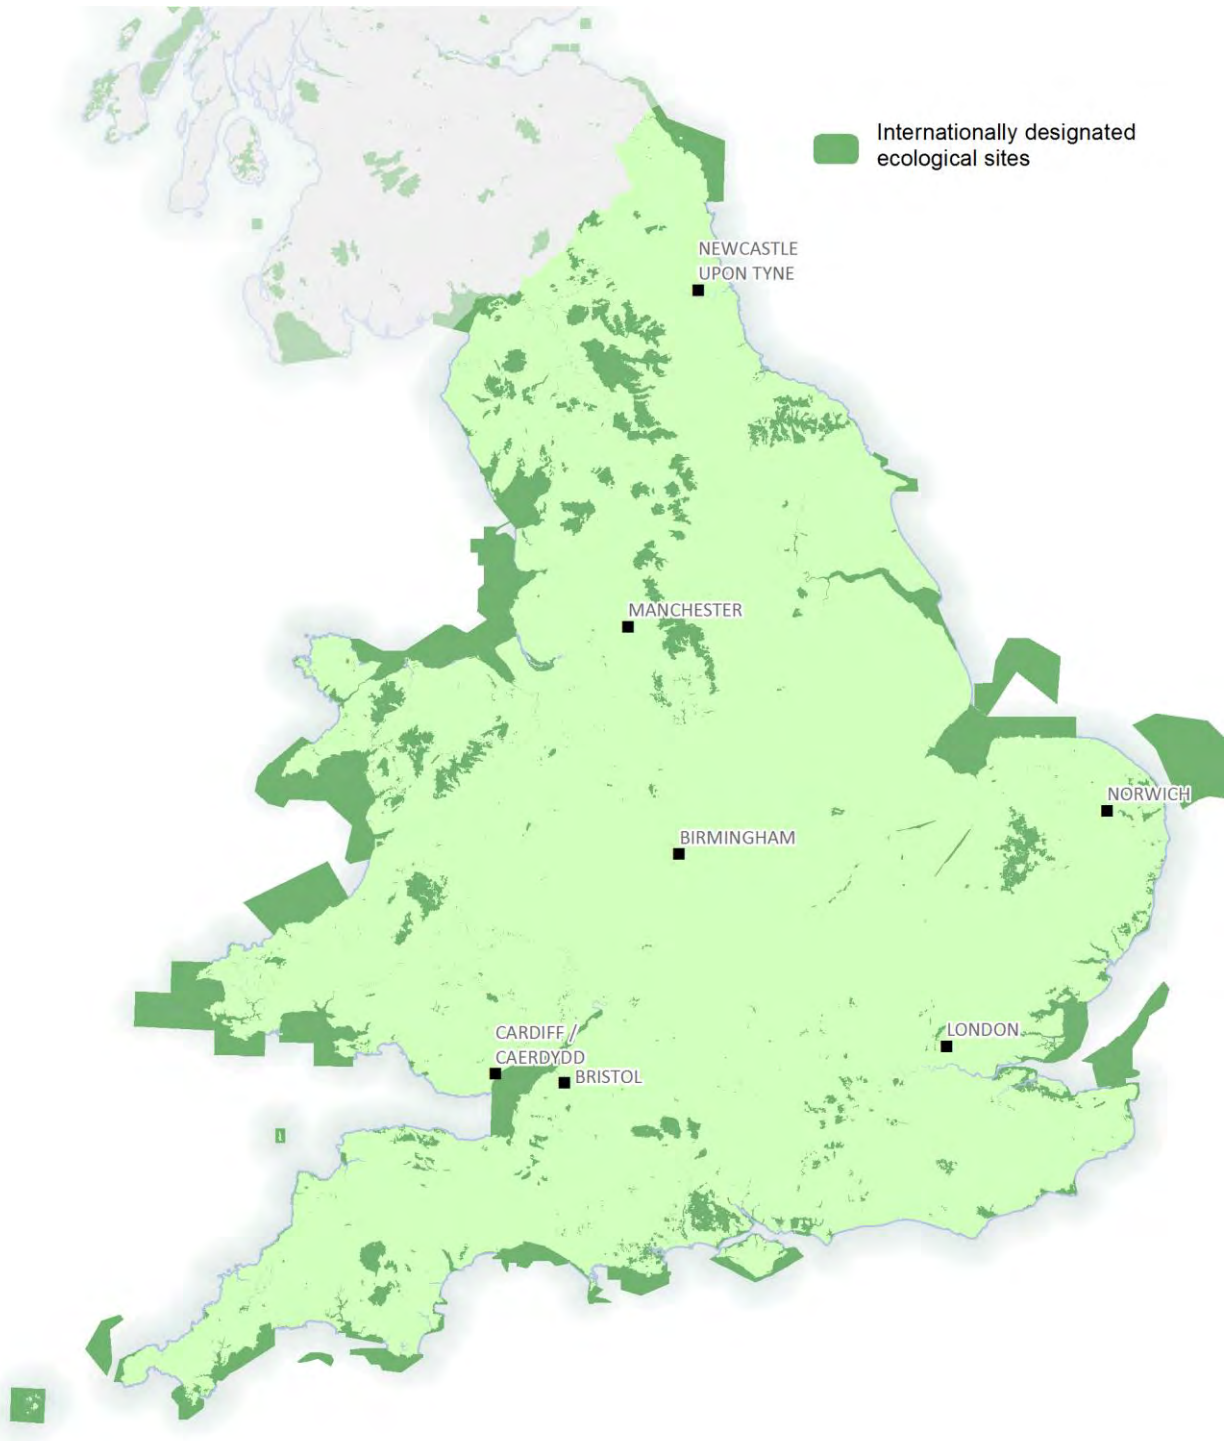 Internationally designated
ecological sites
NEWCASTLE
UPON TYNE
MANCHESTER
NORWICH
BIRMINGHAM
CARDIFF /
CAERDYDD
LONDON
BRISTOL